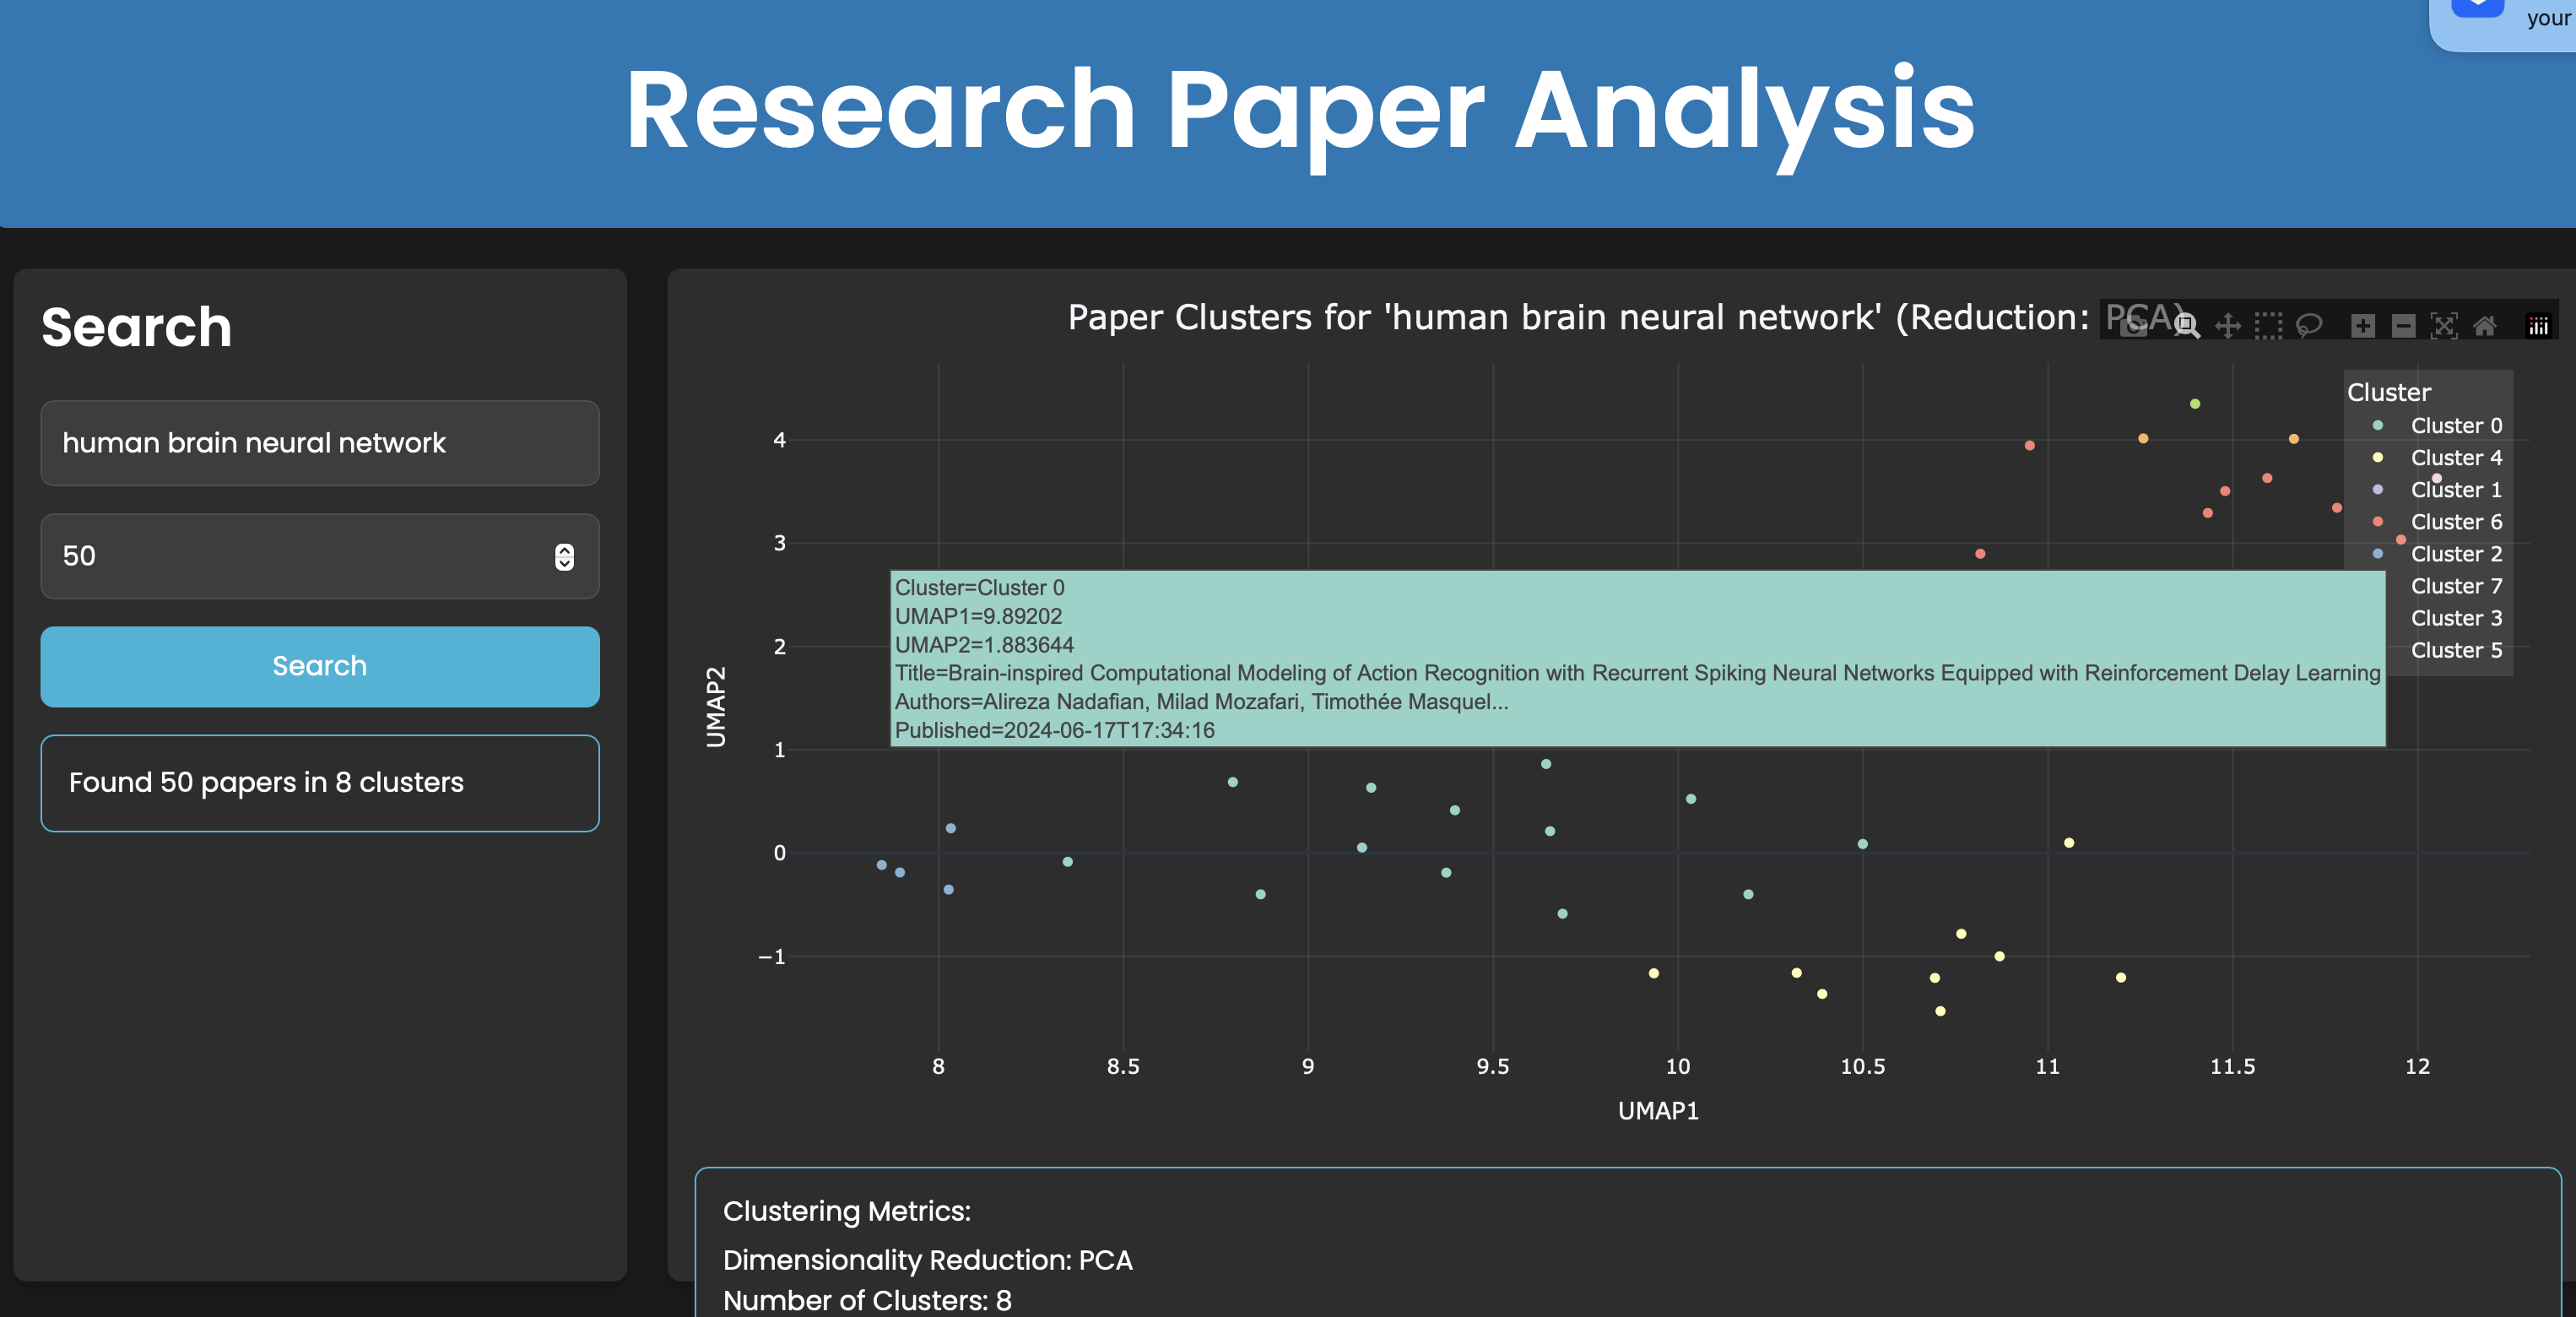 your
Research Paper Analysis
Search
human brain neural network
50
Search
Found 50 papers in 8 clusters
Paper Clusters for 'human brain neural network' (Reduction: PCA)
Cluster
Cluster 0
Cluster 4
Cluster 1
Cluster 6
Cluster 2
Cluster 7
Cluster 3
Cluster 5
4
3
2
1
0
−1
UMAP2
Cluster=Cluster 0
UMAP1=9.89202
UMAP2=1.883644
Title=Brain-inspired Computational Modeling of Action Recognition with Recurrent Spiking Neural Networks Equipped with Reinforcement Delay Learning
Authors=Alireza Nadafian, Milad Mozafari, Timothée Masquel...
Published=2024-06-17T17:34:16
8 8.5 9 9.5 10 10.5 11 11.5 12
UMAP1
Clustering Metrics:
Dimensionality Reduction: PCA
Number of Clusters: 8